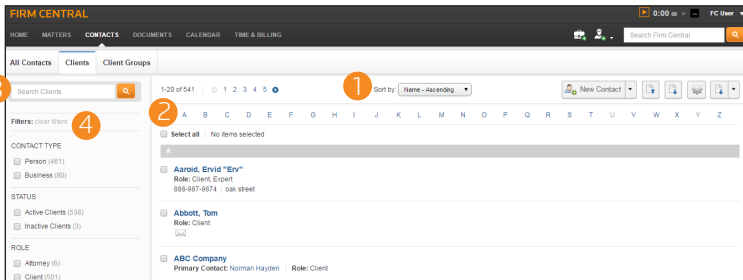 FIRM CENTRAL
0:00:00
FC User
HOME MATTERS CONTACTS DOCUMENTS CALENDAR TIME & BILLING
Search Firm Central
All Contacts Clients Client Groups
3
Search Clients
Filters: clear filters
4
CONTACT TYPE
Person (461)
Business (80)
STATUS
Active Clients (538)
Inactive Clients (3)
ROLE
Attorney (6)
Client (501)
1-20 of 541 1 2 3 4 5
1
Sort by: Name - Ascending
New Contact
2
A B C D E F G H I J K L M N O P Q R S T U V W X Y Z
Select all No items selected
A
Aaroid, Ervid "Erv"
Role: Client, Expert
888-987-9874 | oak street
Abbott, Tom
Role: Client
ABC Company
Primary Contact: Norman Hayden | Role: Client